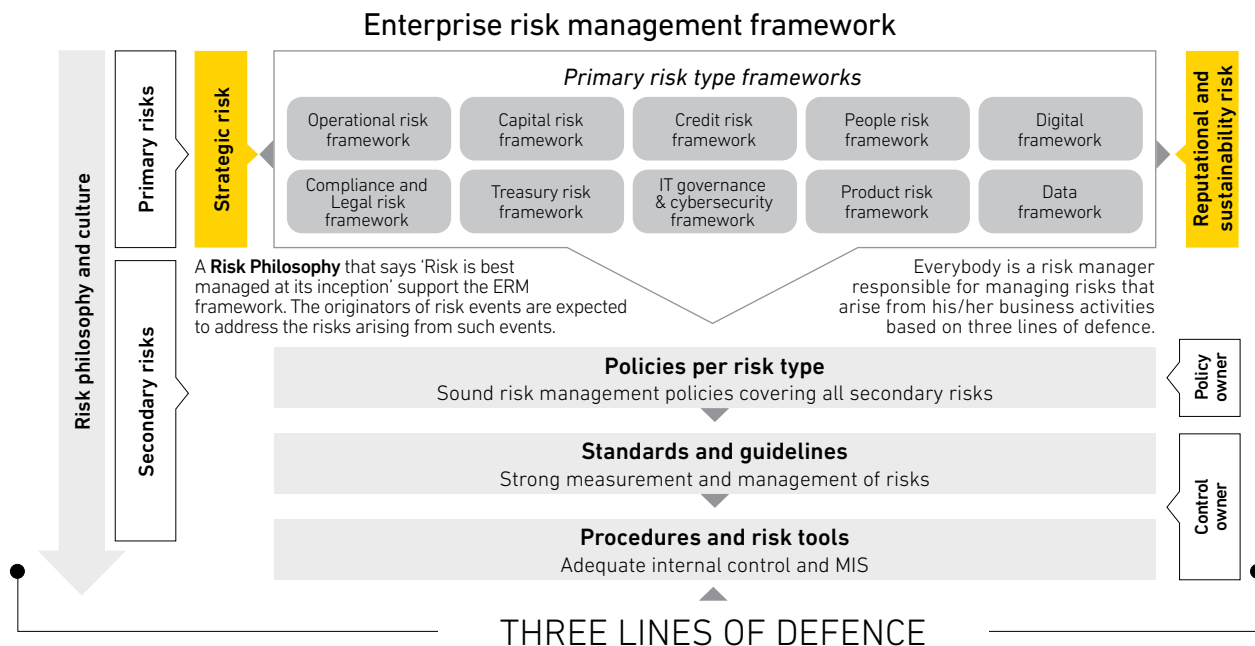 Enterprise risk management framework
Risk philosophy and culture
Primary risks
Secondary risks
Strategic risk
Primary risk type frameworks
Operational risk
framework
Capital risk
framework
Credit risk
framework
People risk
framework
Digital
framework
Compliance and
Legal risk
framework
Treasury risk
framework
IT governance
& cybersecurity
framework
Product risk
framework
Data
framework
Reputational and
sustainability risk
A Risk Philosophy that says ‘Risk is best
managed at its inception’ support the ERM
framework. The originators of risk events are expected
to address the risks arising from such events.
Everybody is a risk manager
responsible for managing risks that
arise from his/her business activities
based on three lines of defence.
Policies per risk type
Sound risk management policies covering all secondary risks
Policy
owner
Standards and guidelines
Strong measurement and management of risks
Procedures and risk tools
Adequate internal control and MIS
Control
owner
THREE LINES OF DEFENCE